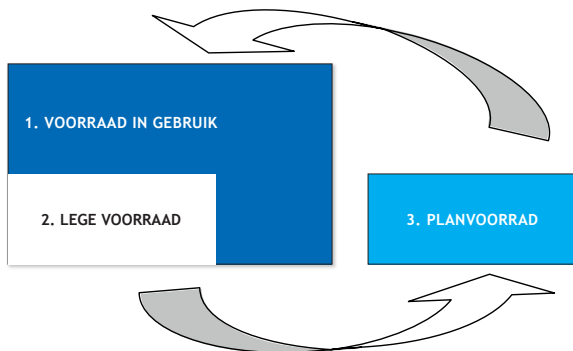 1. VOORRAAD IN GEBRUIK
2. LEGE VOORRAAD
3. PLANVOORRAD